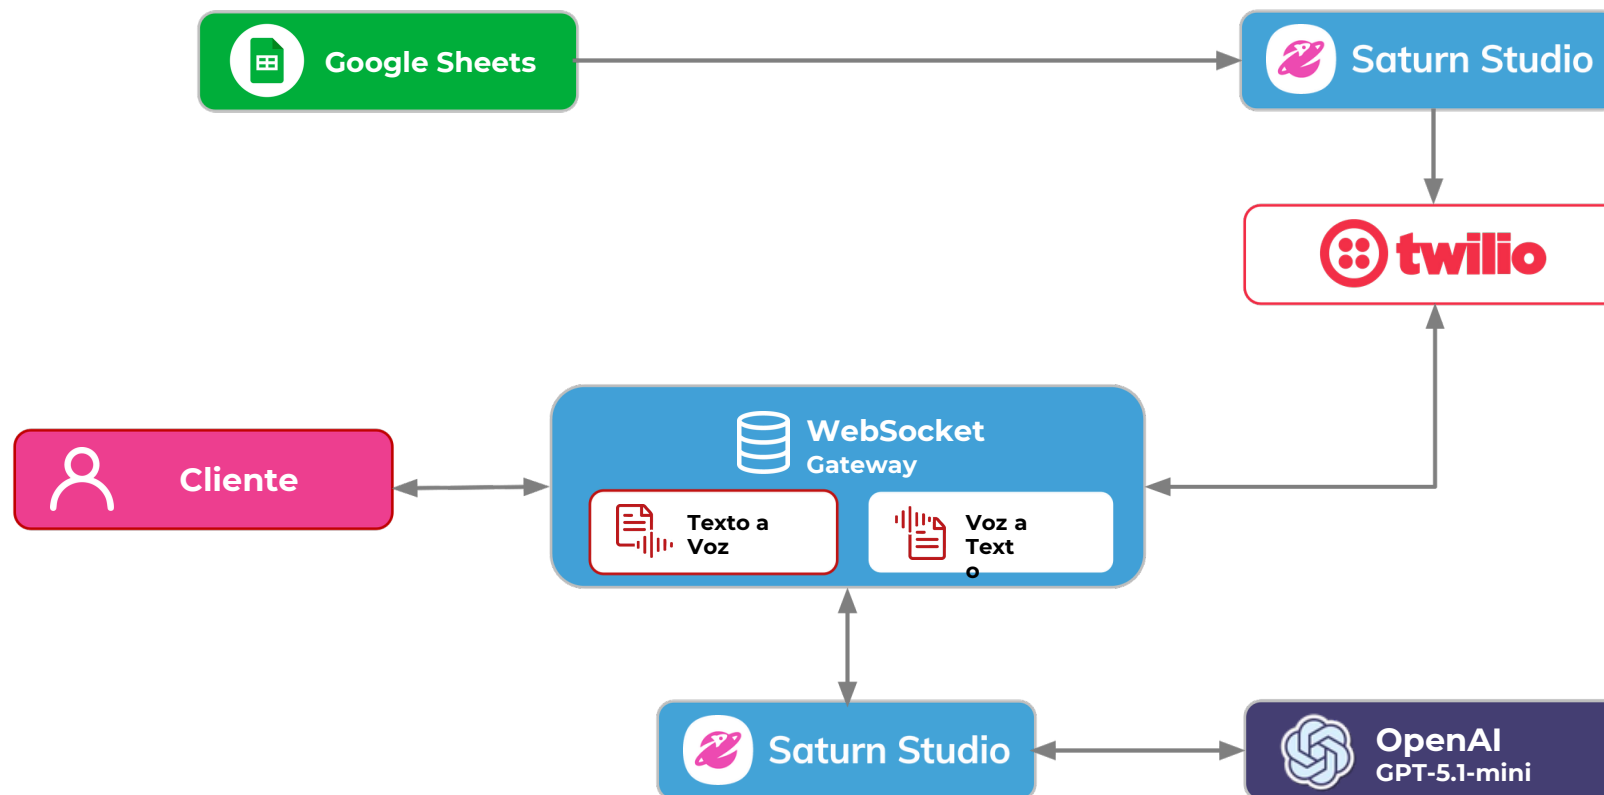 Google Sheets
Saturn Studio
twilio
WebSocket
Gateway
Cliente
Texto a
Voz
Voz a
Text
o
Saturn Studio
OpenAI
GPT-5.1-mini